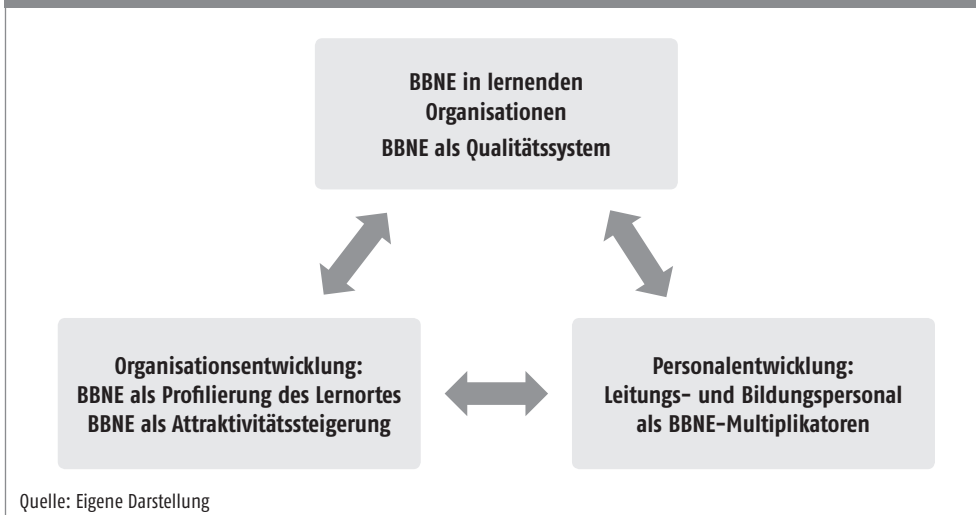 BBNE in lernenden
Organisationen
BBNE als Qualitätssystem
Organisationsentwicklung:
BBNE als Profilierung des Lernortes
BBNE als Attraktivitätssteigerung
Personalentwicklung:
Leitungs- und Bildungspersonal
als BBNE-Multiplikatoren
Quelle: Eigene Darstellung